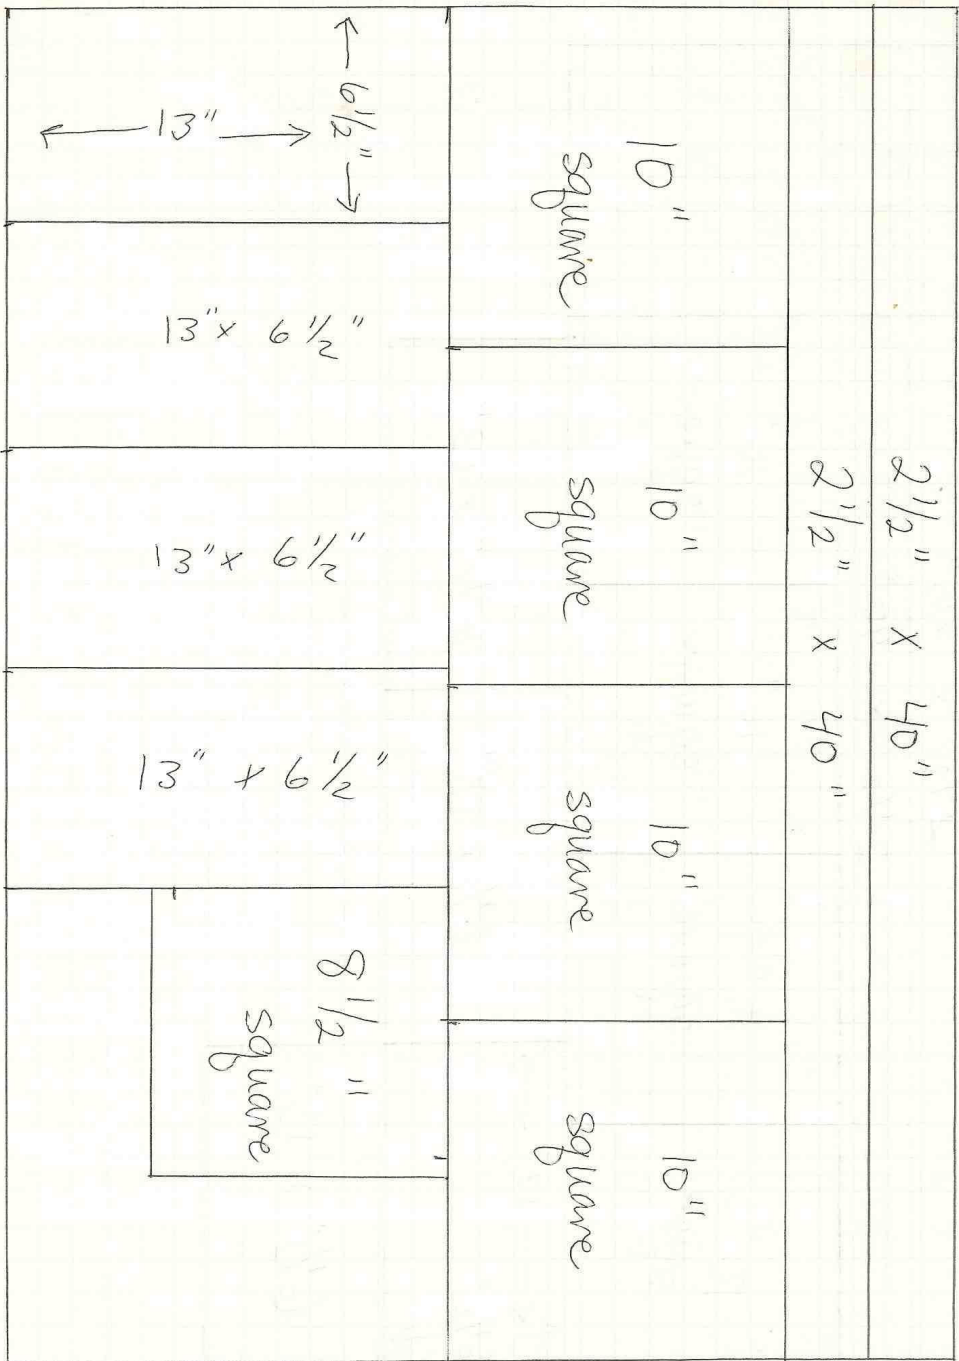 6 1/2"
13"
13" x 6 1/2"
13" x 6 1/2"
13" x 6 1/2"
8 1/2 "
square
10 "
square
10 "
square
10 "
square
10 "
square
2 1/2" x 40"
2 1/2" x 40"